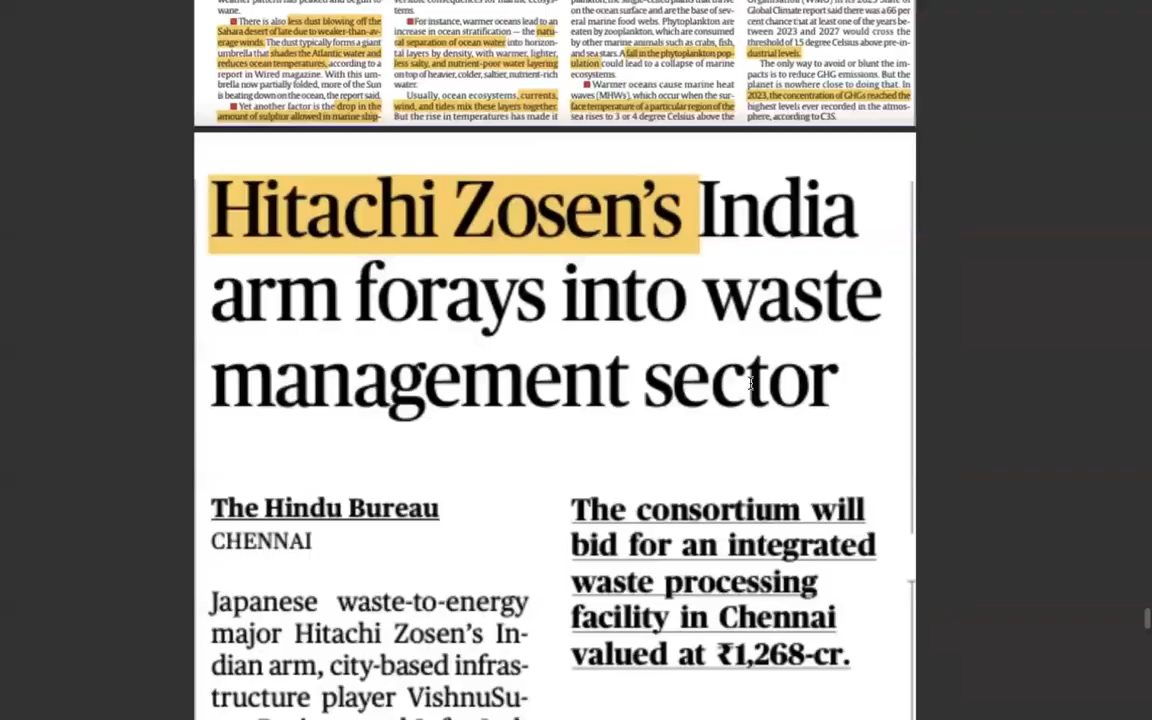 wane.
■ There is also less dust blowing off the
Sahara desert of late due to weaker-than-av-
erage winds. The dust typically forms a giant
umbrella that shades the Atlantic water and
reduces ocean temperatures, according to a
report in Wired magazine. With this um-
brella now partially folded, more of the Sun
is beating down on the ocean, the report said.
■ Yet another factor is the drop in the
amount of sulphur allowed in marine ship-
terms.
■ For instance, warmer oceans lead to an
increase in ocean stratification — the natu-
ral separation of ocean water into horizon-
tal layers by density, with warmer, lighter,
less salty, and nutrient-poor water layering
on top of heavier, colder, saltier, nutrient-rich
water.
Usually, ocean ecosystems, currents,
wind, and tides mix these layers together.
But the rise in temperatures has made it
on the ocean surface and are the base of sev-
eral marine food webs. Phytoplankton are
eaten by zooplankton, which are consumed
by other marine animals such as crabs, fish,
and sea stars. A fall in the phytoplankton pop-
ulation could lead to a collapse of marine
ecosystems.
■ Warmer oceans cause marine heat
waves (MHWs), which occur when the sur-
face temperature of a particular region of the
sea rises to 3 or 4 degree Celsius above the
Global Climate report said there was a 66 per
cent chance that at least one of the years be-
tween 2023 and 2027 would cross the
threshold of 1.5 degree Celsius above pre-in-
dustrial levels.
The only way to avoid or blunt the im-
pacts is to reduce GHG emissions. But the
planet is nowhere close to doing that. In
2023, the concentration of GHGs reached the
highest levels ever recorded in the atmos-
phere, according to C3S.
Hitachi Zosen’s India
arm forays into waste
management sector
The Hindu Bureau
CHENNAI
Japanese waste-to-energy
major Hitachi Zosen’s In-
dian arm, city-based infras-
tructure player VishnuSu-
The consortium will
bid for an integrated
waste processing
facility in Chennai
valued at ₹1,268-cr.